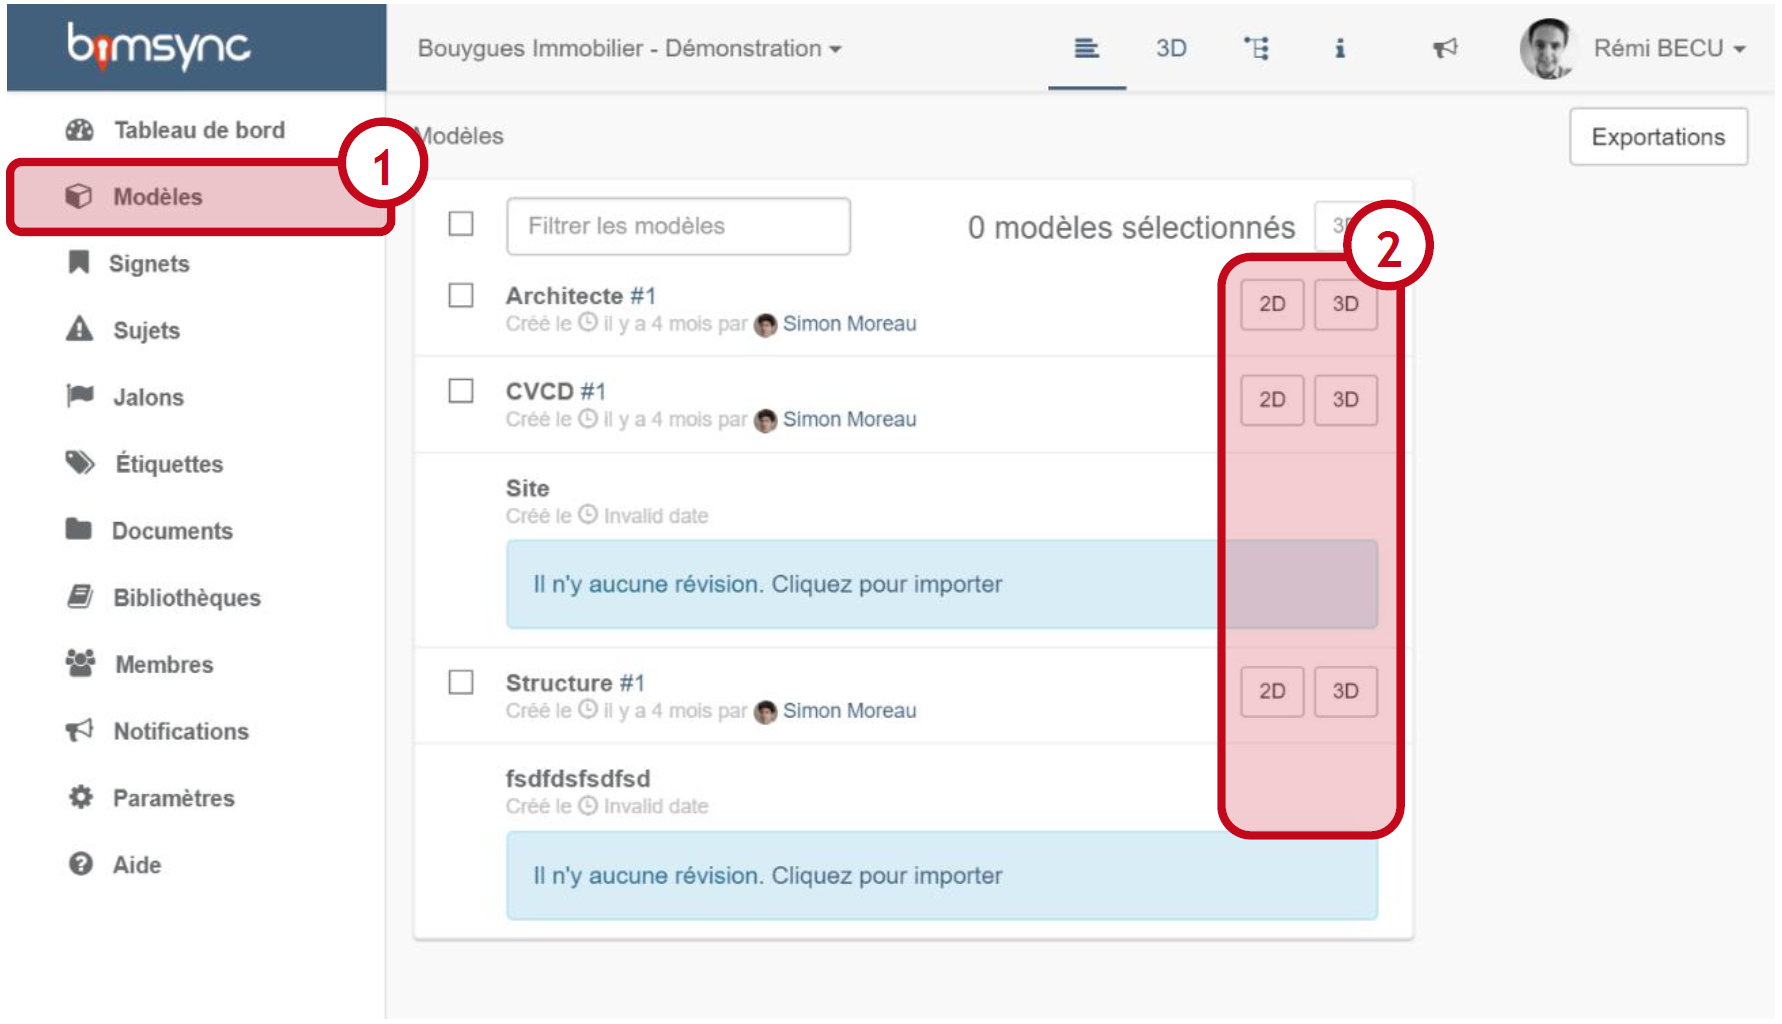 bimsync
Bouygues Immobilier - Démonstration
3D
i
Rémi BECU
Tableau de bord
Modèles
Signets
Sujets
Jalons
Étiquettes
Documents
Bibliothèques
Membres
Notifications
Paramètres
Aide
1
Modèles
Exportations
Filtrer les modèles
0 modèles sélectionnés
3D
2
Architecte #1
2D 3D
Créé le il y a 4 mois par Simon Moreau
CVCD #1
2D 3D
Créé le il y a 4 mois par Simon Moreau
Site
Créé le Invalid date
Il n'y aucune révision. Cliquez pour importer
Structure #1
2D 3D
Créé le il y a 4 mois par Simon Moreau
fsdfdsfsdfsd
Créé le Invalid date
Il n'y aucune révision. Cliquez pour importer